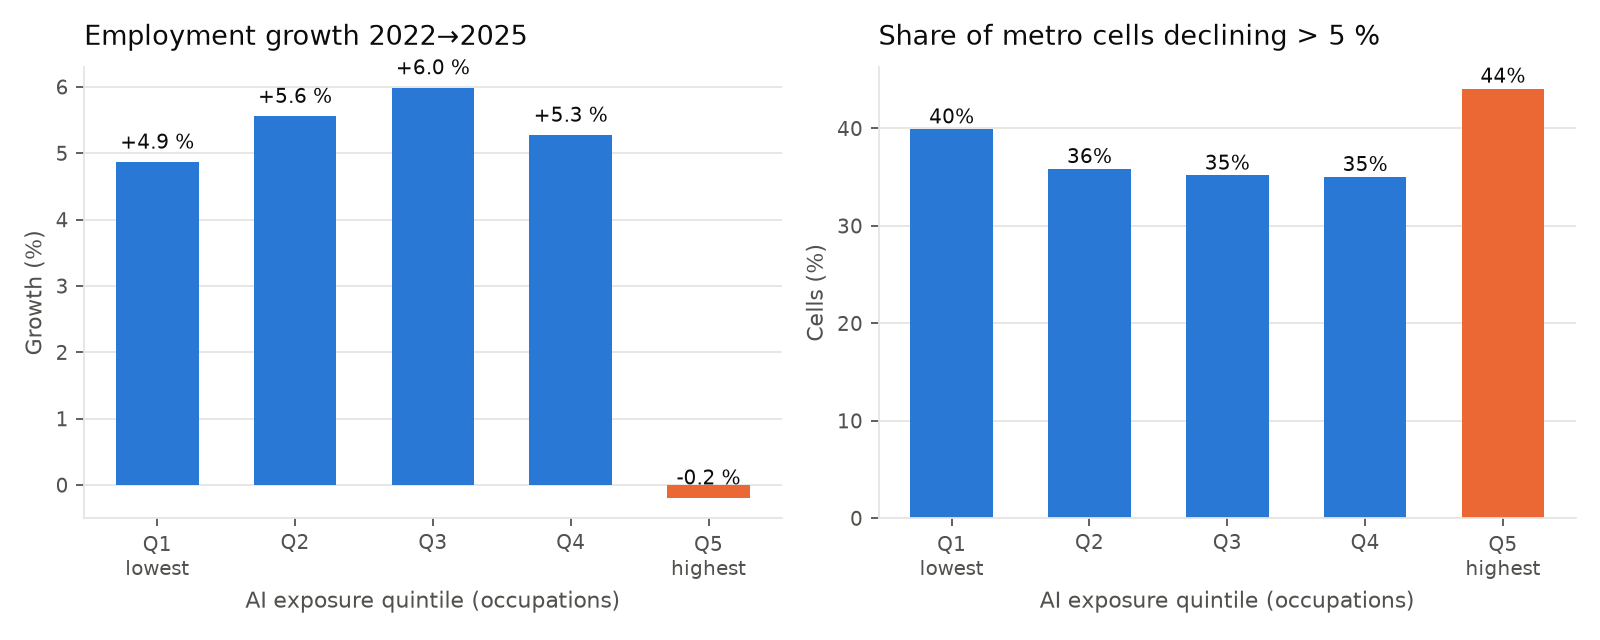 Employment growth 2022→2025
Growth (%)
6
5
4
3
2
1
0
+4.9 %
+5.6 %
+6.0 %
+5.3 %
-0.2 %
Q1
lowest
Q2
Q3
Q4
Q5
highest
AI exposure quintile (occupations)
Share of metro cells declining > 5 %
Cells (%)
40
30
20
10
0
40%
36%
35%
35%
44%
Q1
lowest
Q2
Q3
Q4
Q5
highest
AI exposure quintile (occupations)